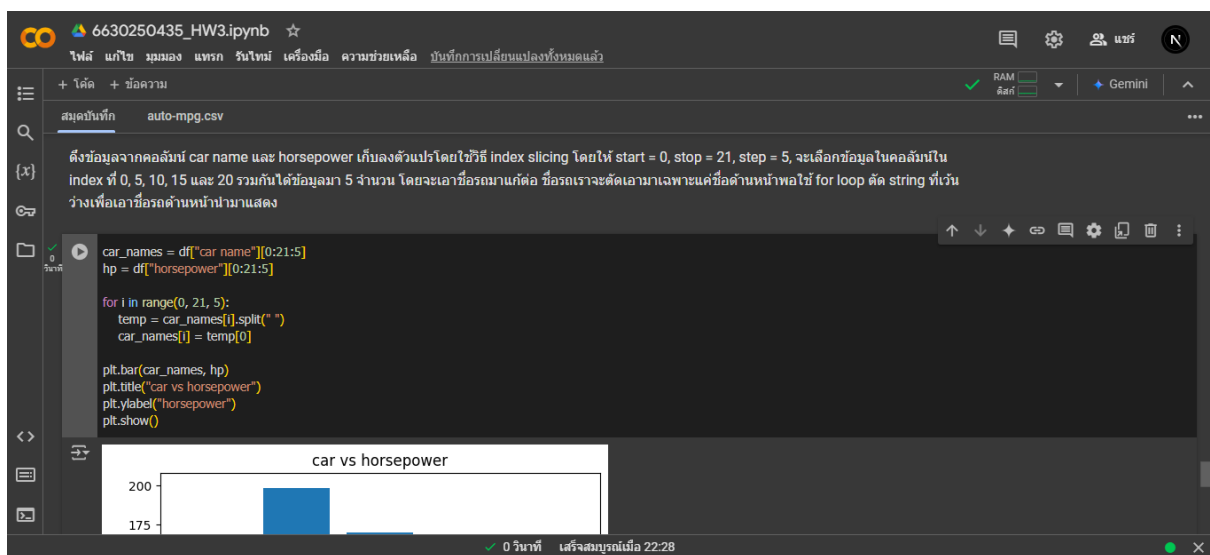 6630250435_HW3.ipynb
ไฟล์ แก้ไข มุมมอง แทรก รันไทม์ เครื่องมือ ความช่วยเหลือ บันทึกการเปลี่ยนแปลงทั้งหมดแล้ว
แชร์
N
+ โค้ด + ข้อความ
RAM
ดิสก์
Gemini
สมุดบันทึก auto-mpg.csv
ดึงข้อมูลจากคอลัมน์ car name และ horsepower เก็บลงตัวแปรโดยใช้วิธี index slicing โดยให้ start = 0, stop = 21, step = 5, จะเลือกข้อมูลในคอลัมน์ใน
index ที่ 0, 5, 10, 15 และ 20 รวมกันได้ข้อมูลมา 5 จำนวน โดยจะเอาชื่อรถมาแก้ต่อ ชื่อรถเราจะตัดเอามาเฉพาะแค่ชื่อด้านหน้าพอใช้ for loop ตัด string ที่เว้น
ว่างเพื่อเอาชื่อรถด้านหน้านำมาแสดง
{x}
0
วินาที
car_names = df["car name"][0:21:5]
hp = df["horsepower"][0:21:5]
for i in range(0, 21, 5):
temp = car_names[i].split(" ")
car_names[i] = temp[0]
plt.bar(car_names, hp)
plt.title("car vs horsepower")
plt.ylabel("horsepower")
plt.show()
car vs horsepower
200
175
0 วินาที เสร็จสมบูรณ์เมื่อ 22:28